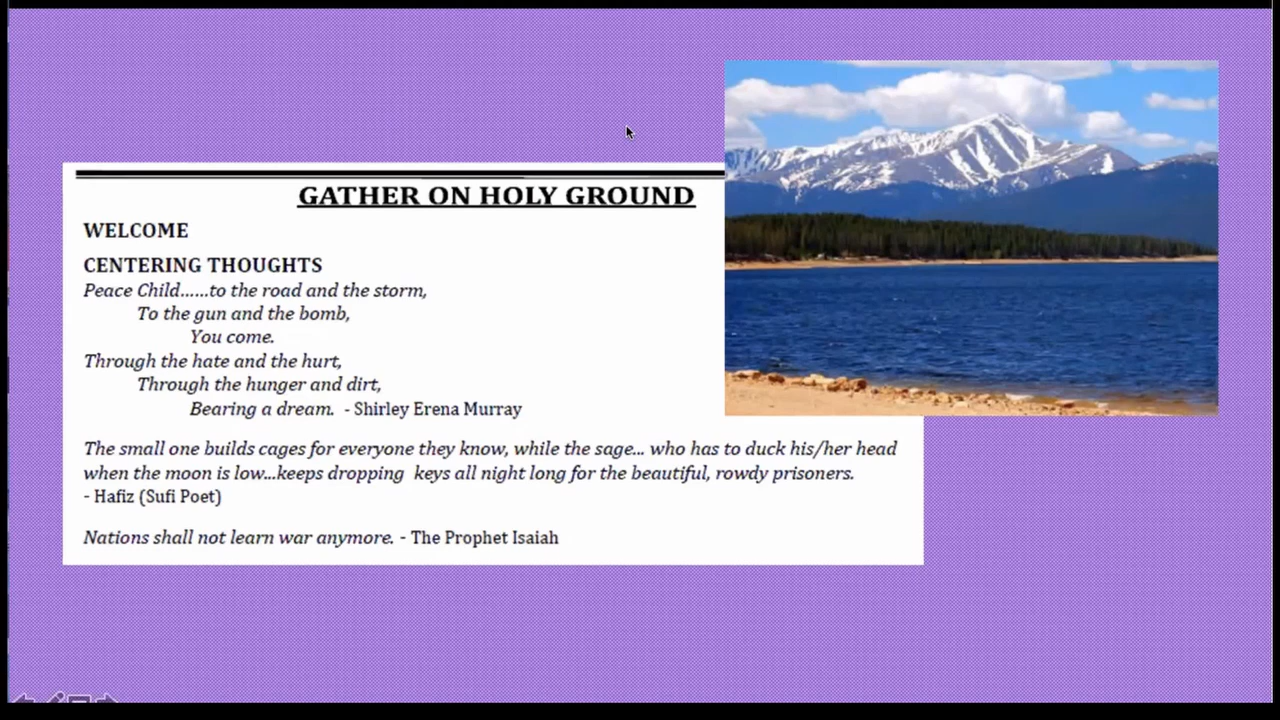 GATHER ON HOLY GROUND
WELCOME
CENTERING THOUGHTS
Peace Child......to the road and the storm,
To the gun and the bomb,
You come.
Through the hate and the hurt,
Through the hunger and dirt,
Bearing a dream. - Shirley Erena Murray
The small one builds cages for everyone they know, while the sage... who has to duck his/her head
when the moon is low...keeps dropping keys all night long for the beautiful, rowdy prisoners.
- Hafiz (Sufi Poet)
Nations shall not learn war anymore. - The Prophet Isaiah